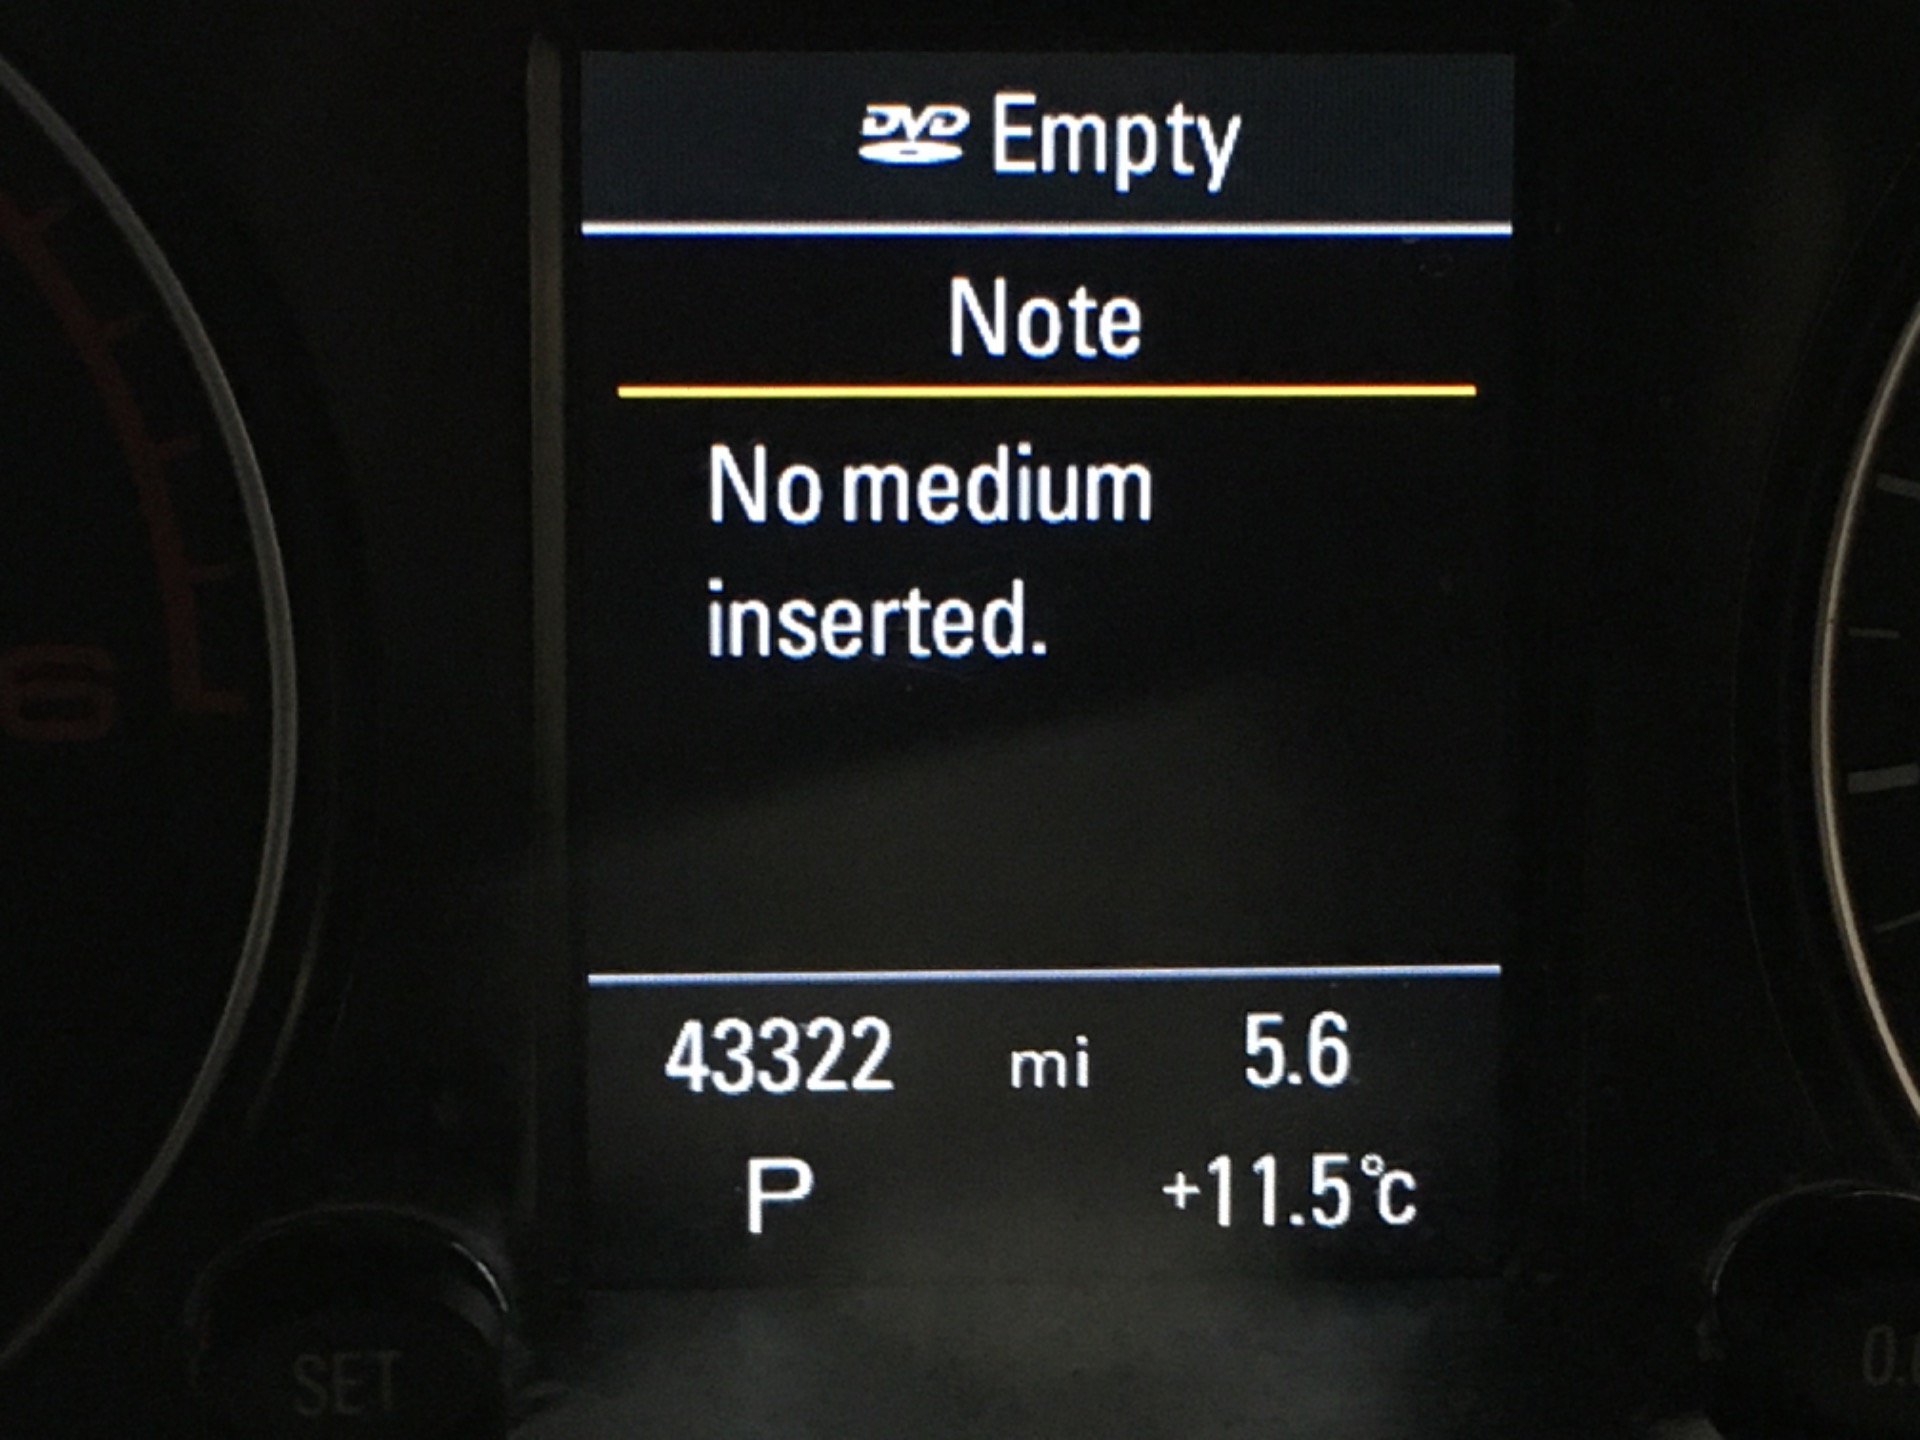 DVD Empty
Note
No medium
inserted.
43322 mi 5.6
P +11.5°C
SET